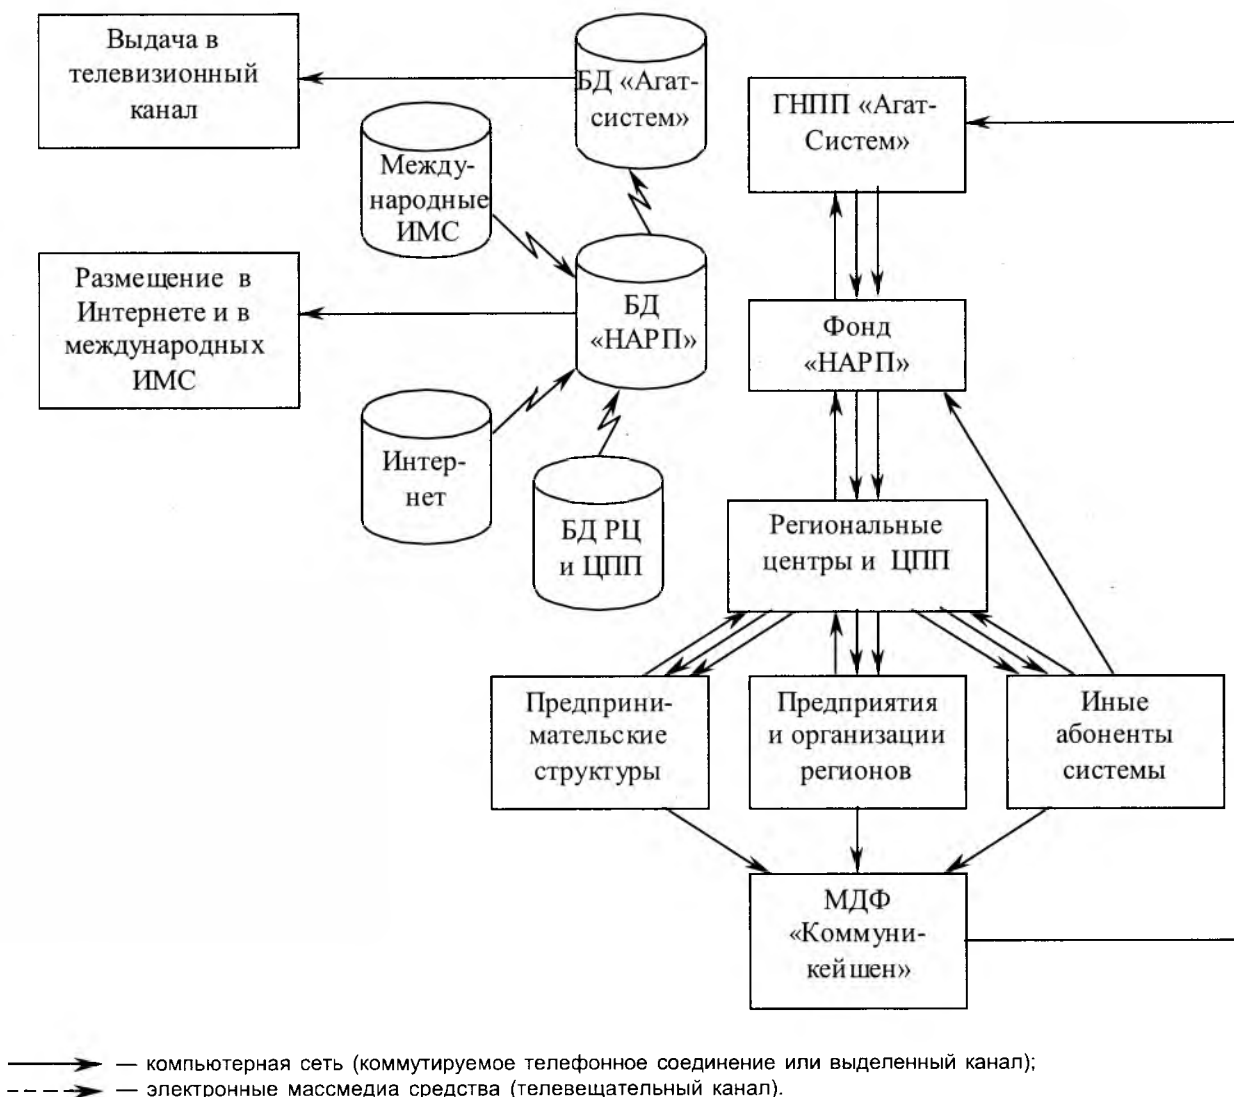 Выдача в
телевизионный
канал
БД «Агат-
систем»
ГНПП «Агат-
Систем»
Между-
народные
ИМС
Размещение в
Интернете и в
международных
ИМС
БД
«НАРП»
Фонд
«НАРП»
Интер-
нет
БД РЦ
и ЦПП
Региональные
центры и ЦПП
Предприни-
мательские
структуры
Предприятия
и организации
регионов
Иные
абоненты
системы
МДФ
«Коммуни-
кейшен»
— компьютерная сеть (коммутируемое телефонное соединение или выделенный канал);
— электронные массмедиа средства (телевещательный канал).